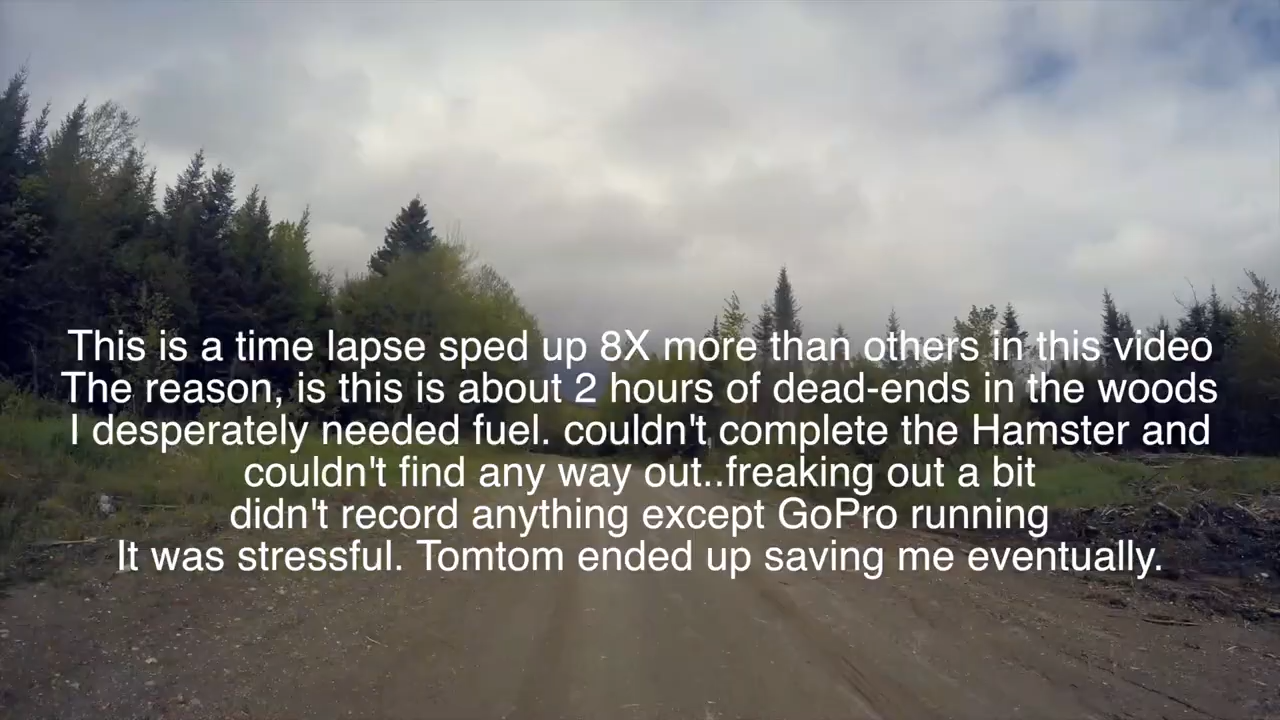 This is a time lapse sped up 8X more than others in this video
The reason, is this is about 2 hours of dead-ends in the woods
I desperately needed fuel. couldn't complete the Hamster and
couldn't find any way out..freaking out a bit
didn't record anything except GoPro running
It was stressful. Tomtom ended up saving me eventually.